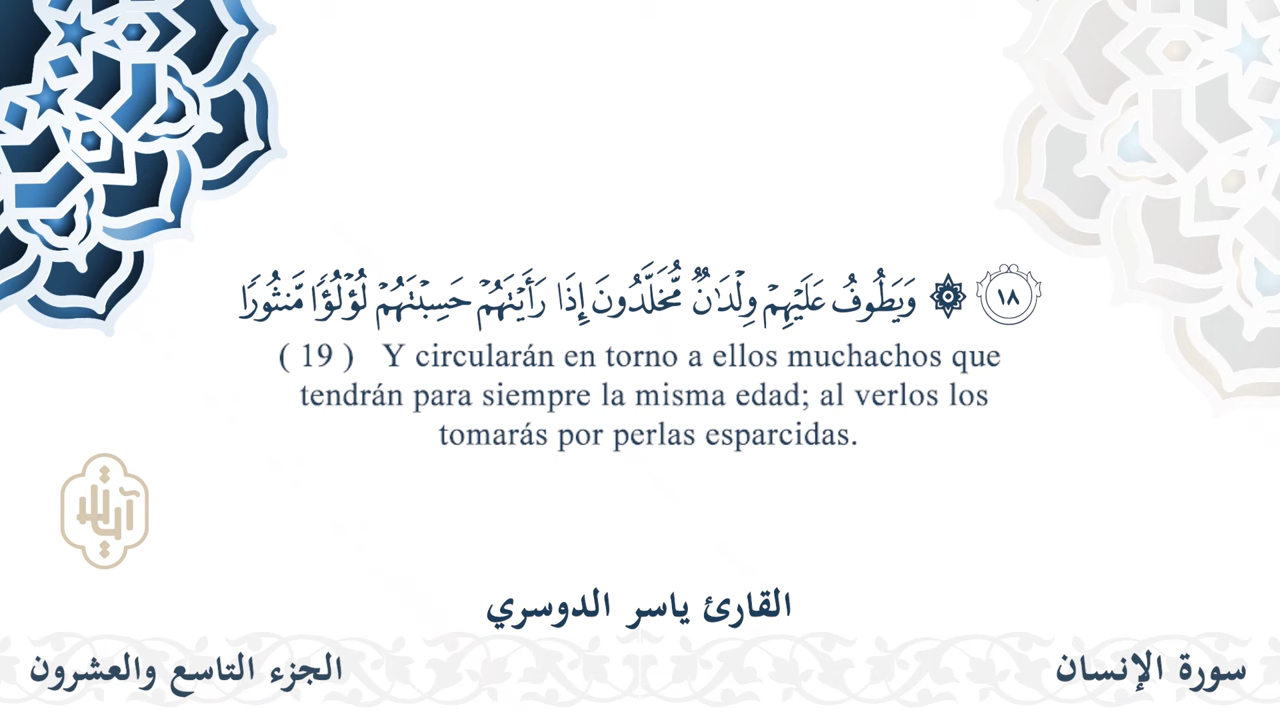 ١٨ ۞ وَيَطُوفُ عَلَيْهِمْ وِلْدَٰنٌ مُّخَلَّدُونَ إِذَا رَأَيْتَهُمْ حَسِبْتَهُمْ لُؤْلُؤًا مَّنثُورًا
( 19 ) Y circularán en torno a ellos muchachos que
tendrán para siempre la misma edad; al verlos los
tomarás por perlas esparcidas.
آيات
القارئ ياسر الدوسري
سورة الإنسان
الجزء التاسع والعشرون